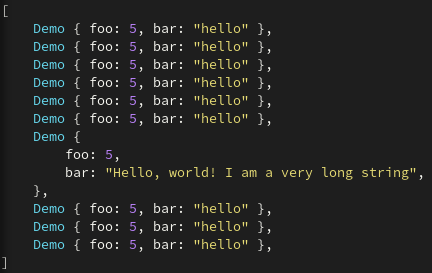 [
    Demo { foo: 5, bar: "hello" },
    Demo { foo: 5, bar: "hello" },
    Demo { foo: 5, bar: "hello" },
    Demo { foo: 5, bar: "hello" },
    Demo { foo: 5, bar: "hello" },
    Demo { foo: 5, bar: "hello" },
    Demo {
        foo: 5,
        bar: "Hello, world! I am a very long string",
    },
    Demo { foo: 5, bar: "hello" },
    Demo { foo: 5, bar: "hello" },
    Demo { foo: 5, bar: "hello" },
]